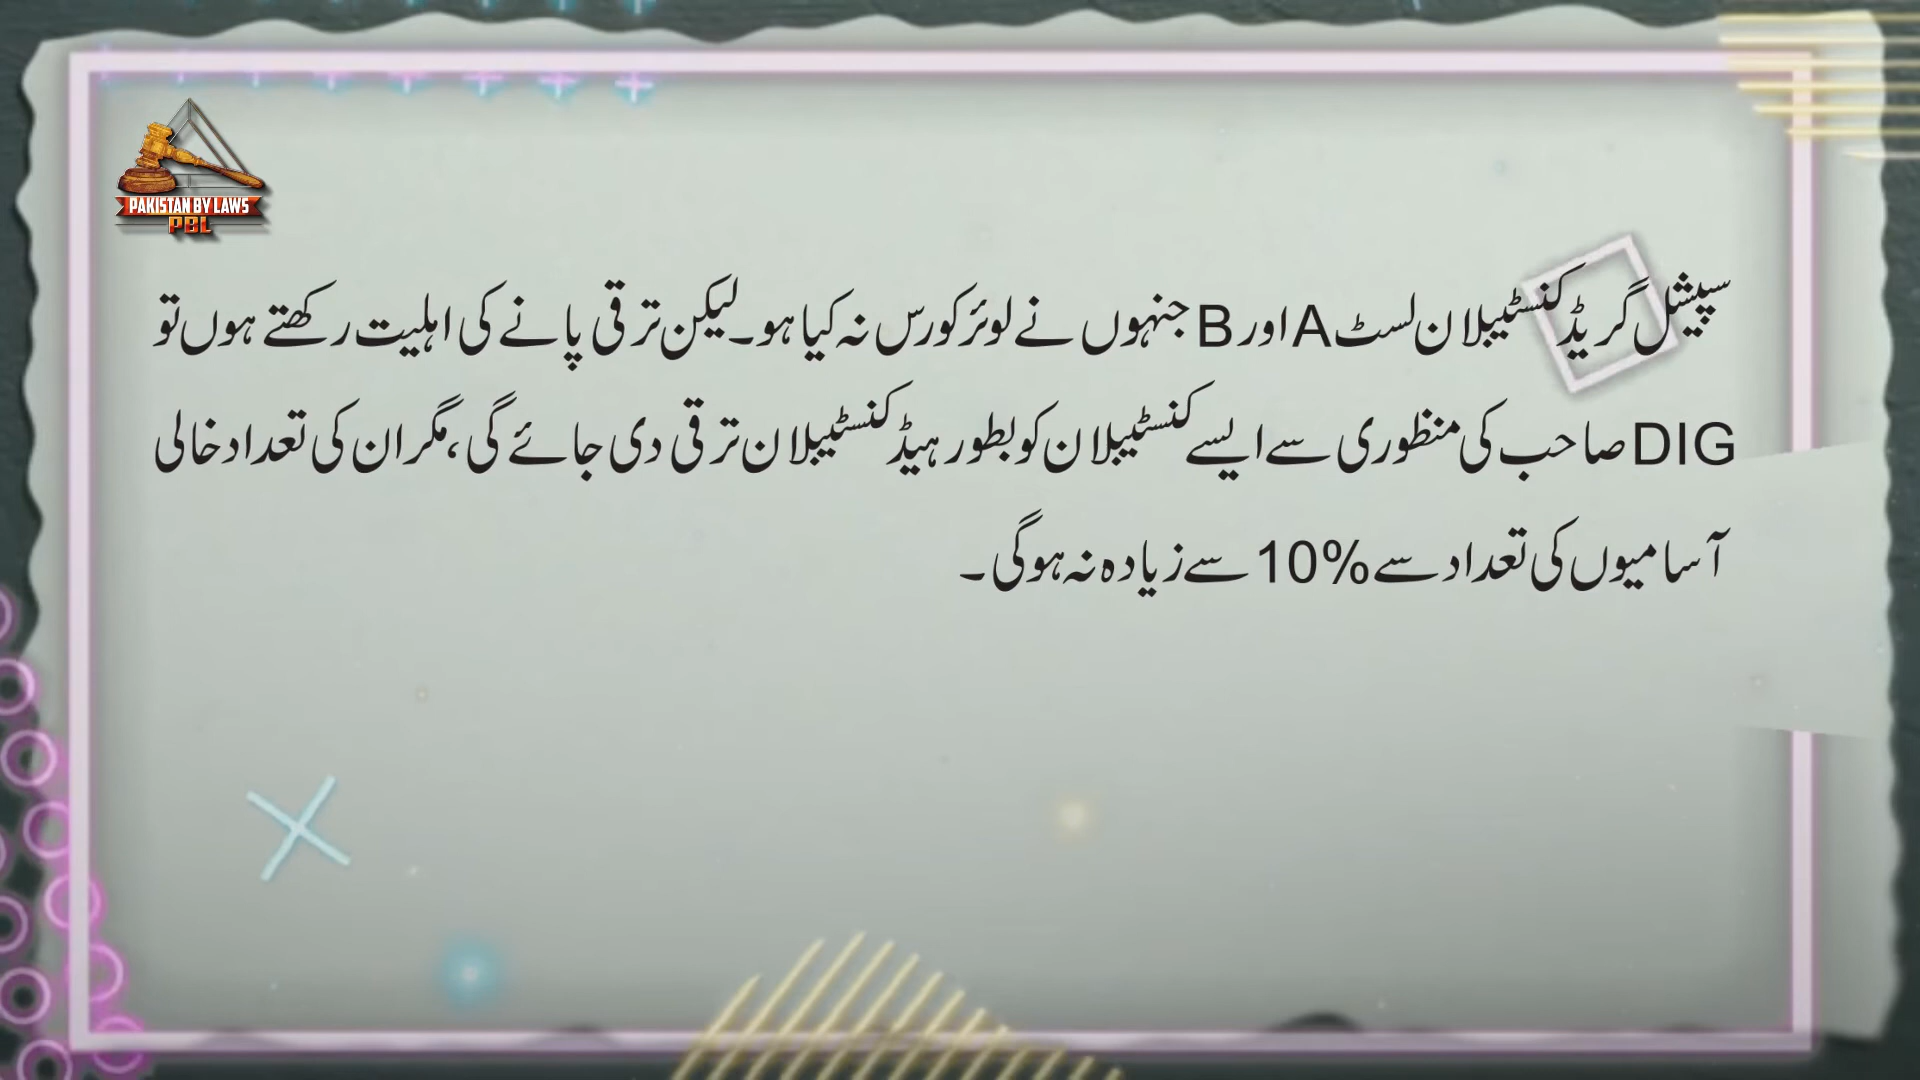 PAKISTAN BY LAWS
PBL
سپیشل گریڈ کنسٹیبلان لسٹ A اور B جنہوں نے لوئر کورس نہ کیا ہو۔ لیکن ترقی پانے کی اہلیت رکھتے ہوں تو
DIG صاحب کی منظوری سے ایسے کنسٹیبلان کو بطور ہیڈ کنسٹیبلان ترقی دی جائے گی، مگر ان کی تعداد خالی
آسامیوں کی تعداد سے 10% سے زیادہ نہ ہوگی۔